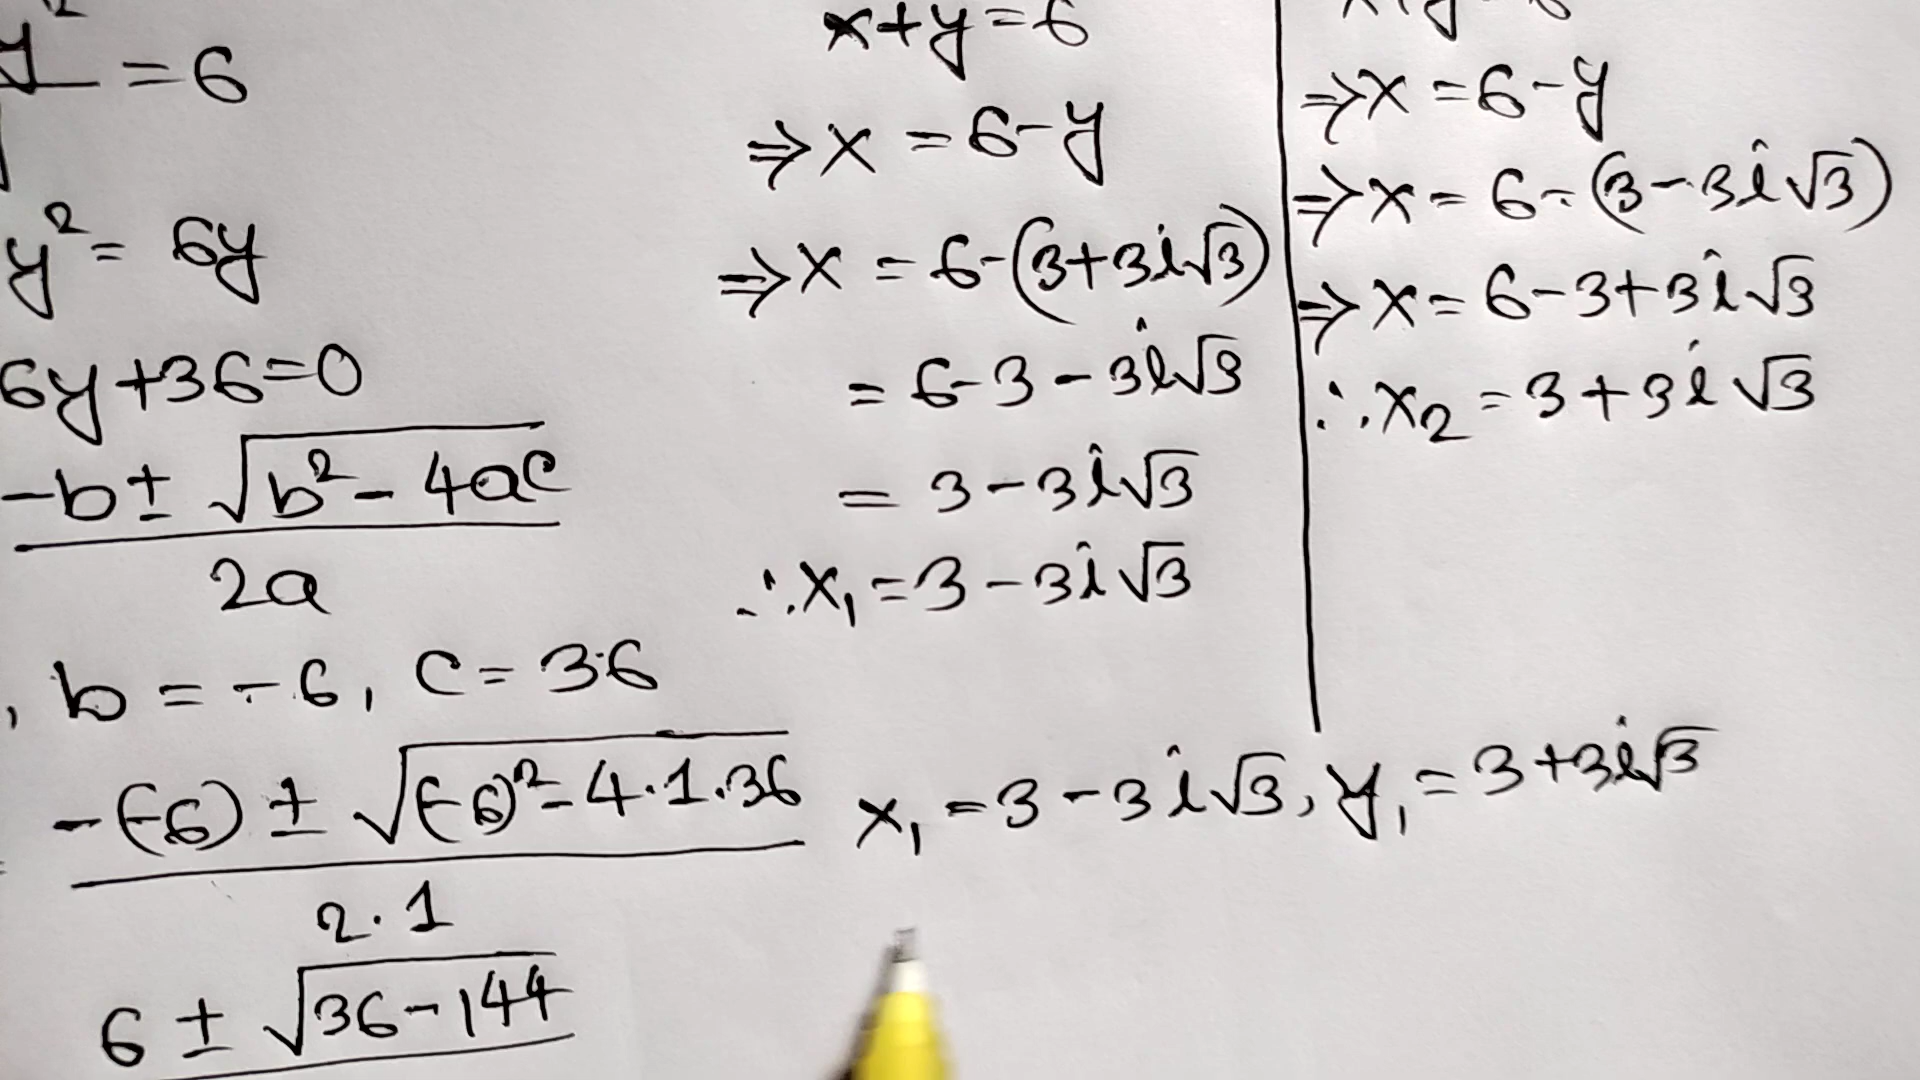 y² = 6
y² = 6y
6y+36=0
-b± √b²-4ac
2a
, b = -6, c = 36
-(-6) ± √(-6)²-4.1.36
2.1
6 ± √36-144
x+y=6
⇒x = 6-y
⇒x = 6-(3+3i√3)
= 6-3-3i√3
= 3-3i√3
∴x₁=3-3i√3
⇒x=6-y
⇒x=6-(3-3i√3)
⇒x=6-3+3i√3
∴x₂=3+3i√3
x₁=3-3i√3, y₁=3+3i√3